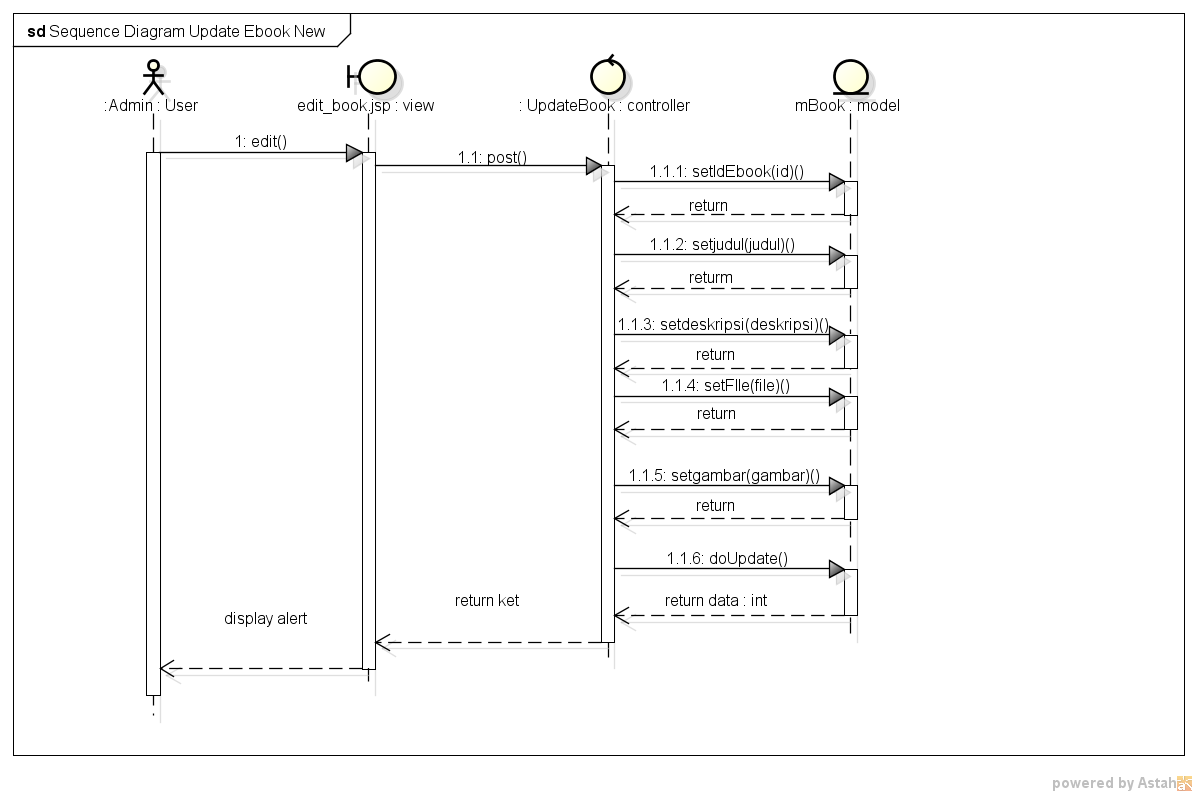 sd Sequence Diagram Update Ebook New
:Admin : User
edit_book.jsp : view
: UpdateBook : controller
mBook : model
1: edit()
1.1: post()
1.1.1: setIdEbook(id)()
return
1.1.2: setjudul(judul)()
returm
1.1.3: setdeskripsi(deskripsi)()
return
1.1.4: setFIle(file)()
return
1.1.5: setgambar(gambar)()
return
1.1.6: doUpdate()
return data : int
return ket
display alert
powered by Astah